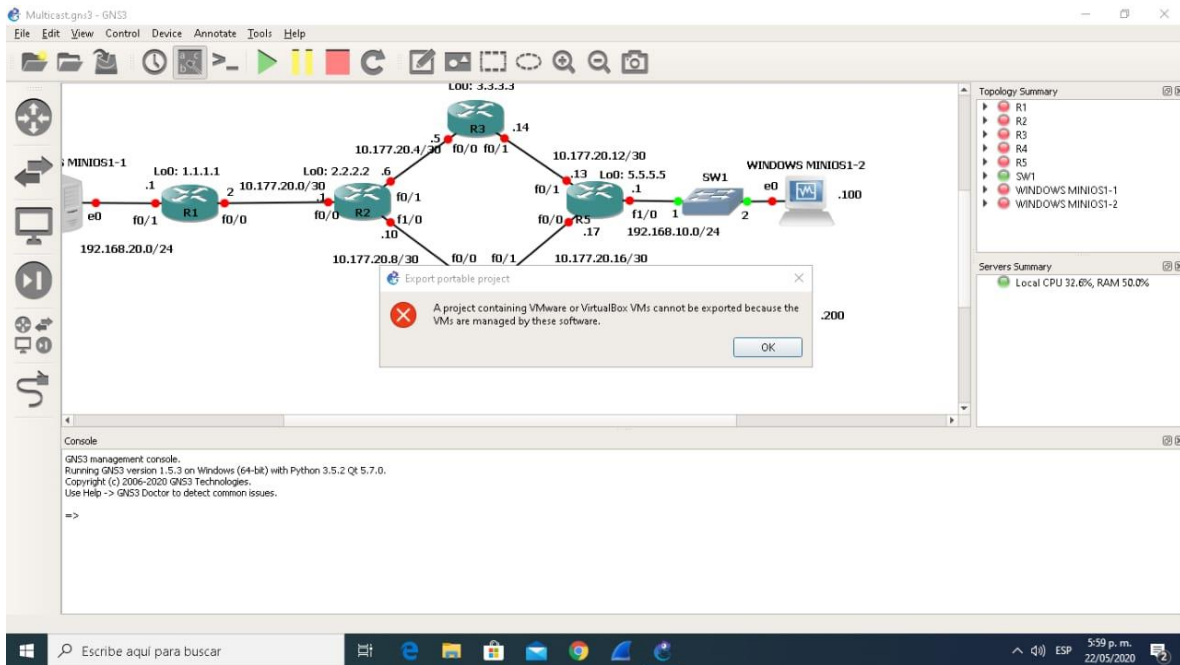 Multicast.gns3 - GNS3
File Edit View Control Device Annotate Tools Help
Lo0: 3.3.3.3
R3
.5
.14
10.177.20.4/30
f0/0 f0/1
10.177.20.12/30
S MINIOS1-1
Lo0: 1.1.1.1
.1
R1
2
10.177.20.0/30
e0
f0/1
f0/0
192.168.20.0/24
Lo0: 2.2.2.2
.6
.1
R2
f0/1
f0/0
f1/0
.10
10.177.20.8/30
f0/0 f0/1
10.177.20.16/30
.13
Lo0: 5.5.5.5
f0/1
.1
f0/0
R5
f1/0
.17
192.168.10.0/24
SW1
1
2
WINDOWS MINIOS1-2
e0
.100
.200
Export portable project
A project containing VMware or VirtualBox VMs cannot be exported because the
VMs are managed by these software.
OK
Topology Summary
R1
R2
R3
R4
R5
SW1
WINDOWS MINIOS1-1
WINDOWS MINIOS1-2
Servers Summary
Local CPU 32.6%, RAM 50.0%
Console
GNS3 management console.
Running GNS3 version 1.5.3 on Windows (64-bit) with Python 3.5.2 Qt 5.7.0.
Copyright (c) 2006-2020 GNS3 Technologies.
Use Help -> GNS3 Doctor to detect common issues.
=>
Escribe aquí para buscar
ESP
5:59 p. m.
22/05/2020
2